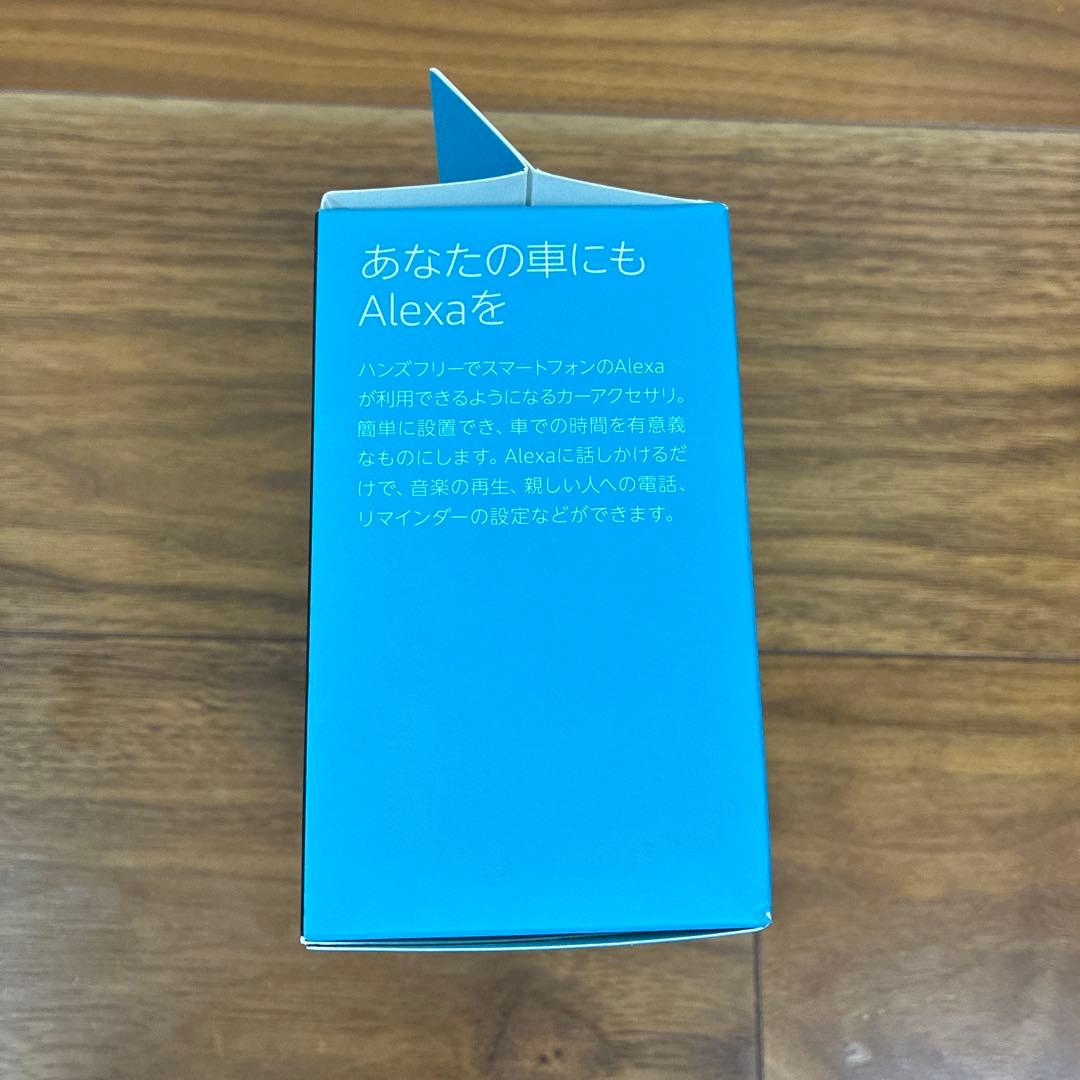 あなたの車にも
Alexaを
ハンズフリーでスマートフォンのAlexa
が利用できるようになるカーアクセサリ。
簡単に設置でき、車での時間を有意義
なものにします。Alexaに話しかけるだ
けで、音楽の再生、親しい人への電話、
リマインダーの設定などができます。